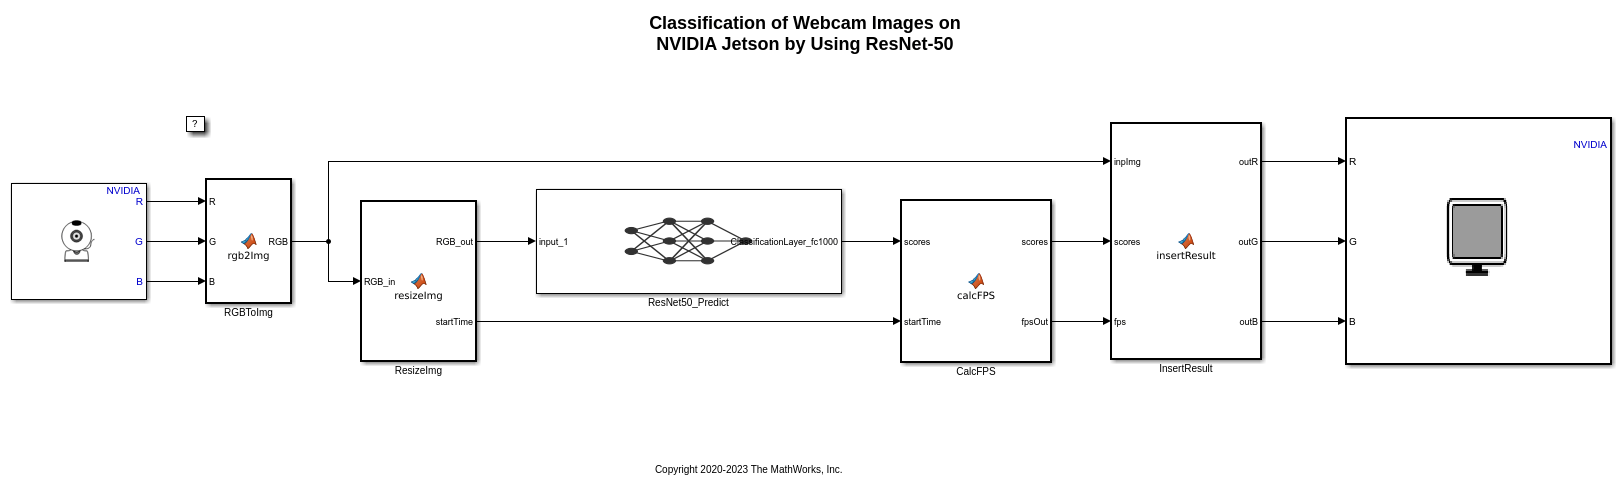 Classification of Webcam Images on
NVIDIA Jetson by Using ResNet-50
?
NVIDIA
R
G
B
R
G
B
rgb2Img
RGB
RGBToImg
RGB_in
resizeImg
RGB_out
startTime
ResizeImg
input_1
ClassificationLayer_fc1000
ResNet50_Predict
scores
startTime
calcFPS
scores
fpsOut
CalcFPS
inpImg
scores
fps
insertResult
outR
outG
outB
InsertResult
NVIDIA
R
G
B
Copyright 2020-2023 The MathWorks, Inc.